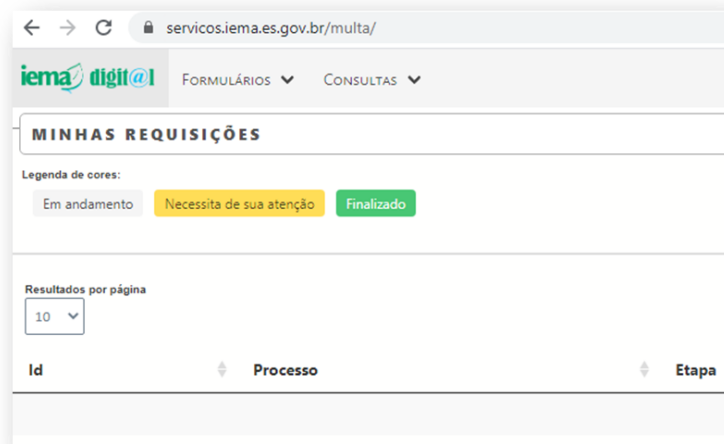 servicos.iema.es.gov.br/multa/
iema digit@l FORMULÁRIOS CONSULTAS
MINHAS REQUISIÇÕES
Legenda de cores:
Em andamento Necessita de sua atenção Finalizado
Resultados por página
10
Id Processo Etapa